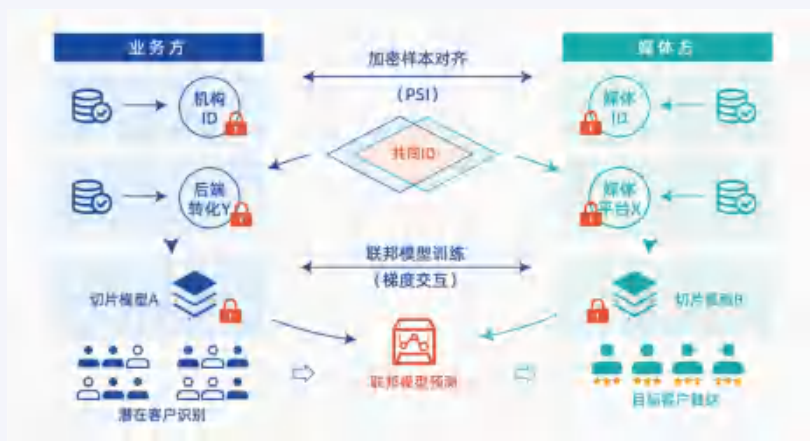 业务方
媒体方
加密样本对齐
(PSI)
机构
ID
媒体
ID
共同ID
后端
转化Y
媒体
平台X
联邦模型训练
(梯度交互)
切片模型A
切片模型B
联邦模型预测
潜在客户识别
目标客户触达